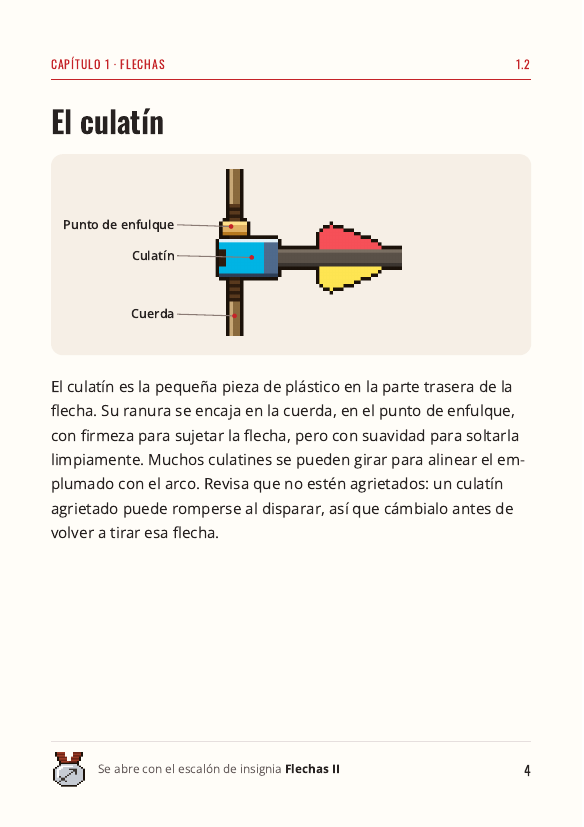 CAPÍTULO 1 · FLECHAS 1.2
El culatín
Punto de enfulque
Culatín
Cuerda
El culatín es la pequeña pieza de plástico en la parte trasera de la
flecha. Su ranura se encaja en la cuerda, en el punto de enfulque,
con firmeza para sujetar la flecha, pero con suavidad para soltarla
limpiamente. Muchos culatines se pueden girar para alinear el em-
plumado con el arco. Revisa que no estén agrietados: un culatín
agrietado puede romperse al disparar, así que cámbialo antes de
volver a tirar esa flecha.
Se abre con el escalón de insignia Flechas II 4